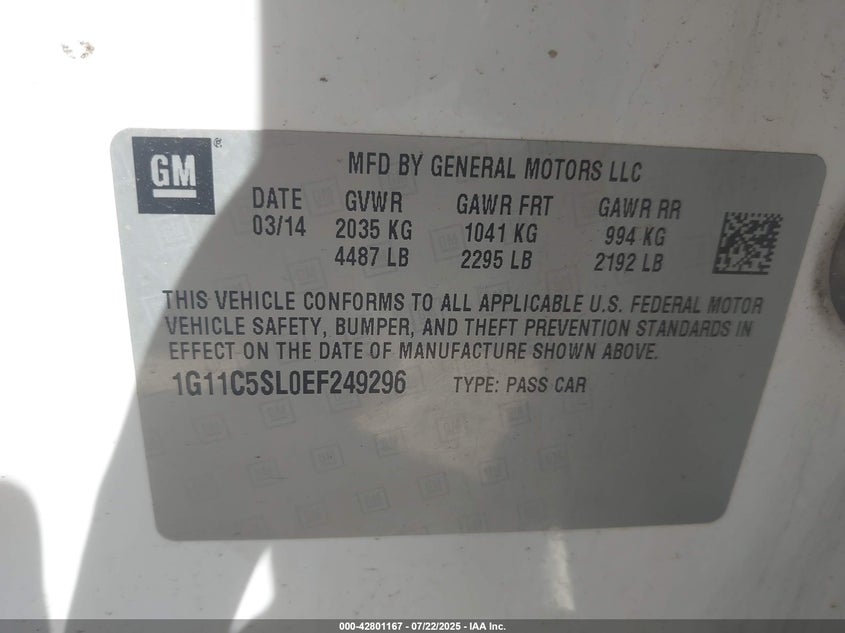 GM®
MFD BY GENERAL MOTORS LLC
DATE GVWR GAWR FRT GAWR RR
03/14 2035 KG 1041 KG 994 KG
4487 LB 2295 LB 2192 LB
THIS VEHICLE CONFORMS TO ALL APPLICABLE U.S. FEDERAL MOTOR
VEHICLE SAFETY, BUMPER, AND THEFT PREVENTION STANDARDS IN
EFFECT ON THE DATE OF MANUFACTURE SHOWN ABOVE.
1G11C5SL0EF249296 TYPE: PASS CAR
000-42801167 - 07/22/2025 - IAA Inc.